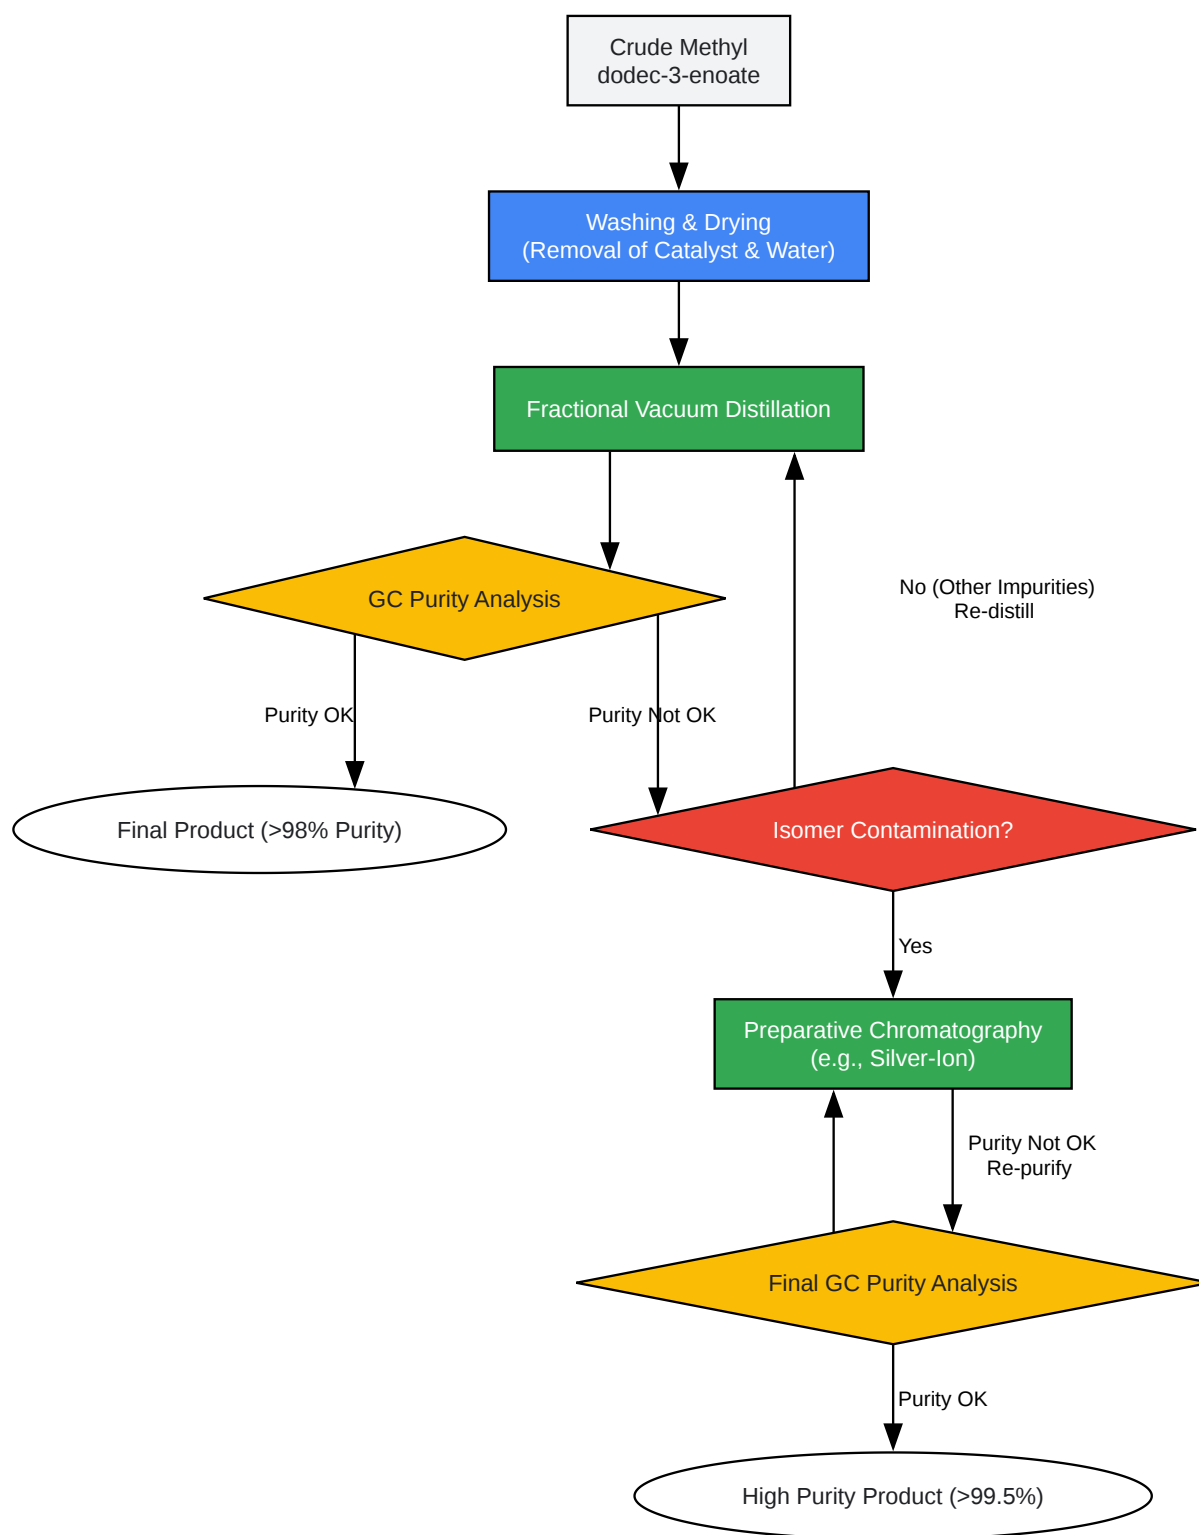 Crude Methyl
dodec-3-enoate
Washing & Drying
(Removal of Catalyst & Water)
Fractional Vacuum Distillation
No (Other Impurities)
Re-distill
GC Purity Analysis
Purity OK
Purity Not OK
Final Product (>98% Purity)
Isomer Contamination?
Yes
Preparative Chromatography
(e.g., Silver-Ion)
Purity Not OK
Re-purify
Final GC Purity Analysis
Purity OK
High Purity Product (>99.5%)